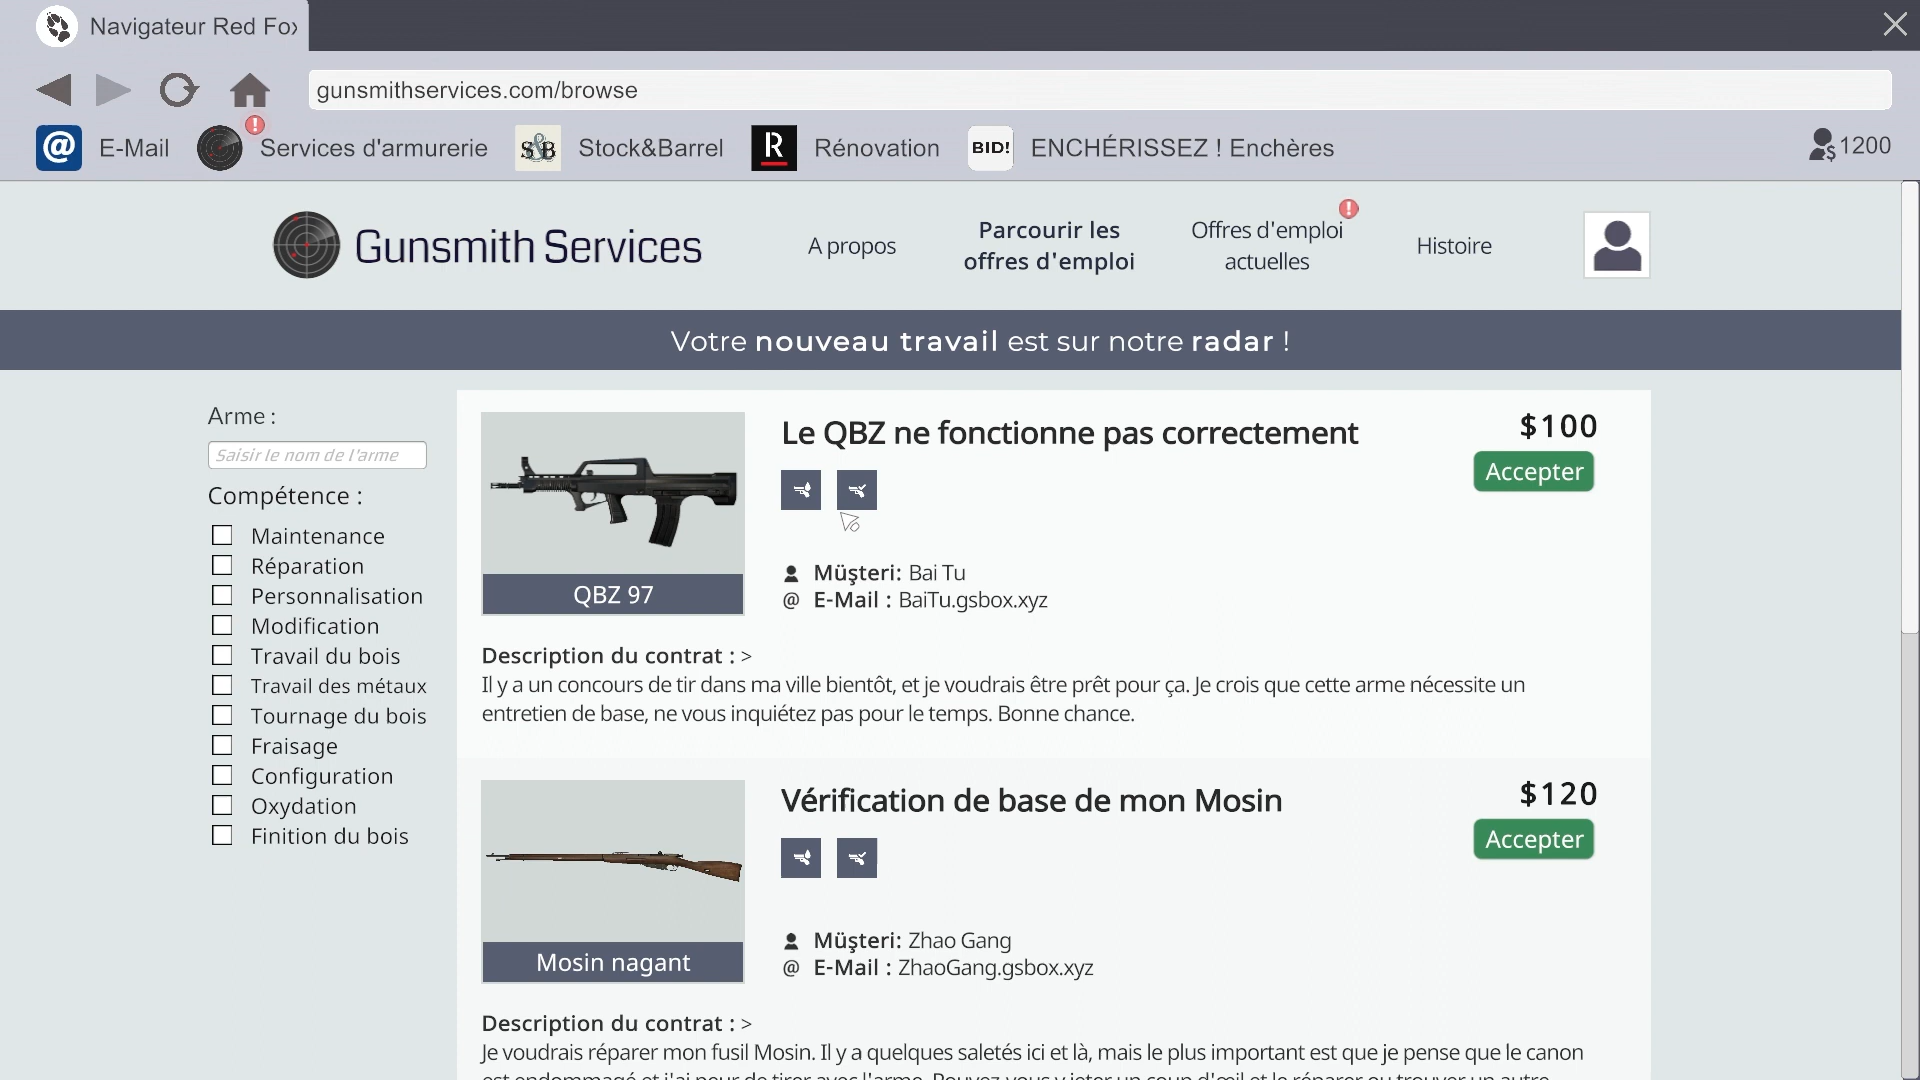 Navigateur Red Fox
gunsmithservices.com/browse
E-Mail
Services d'armurerie
S&B
Stock&Barrel
R
Rénovation
BID!
ENCHÉRISSEZ ! Enchères
1200
Gunsmith Services
A propos
Parcourir les
offres d'emploi
Offres d'emploi
actuelles
Histoire
Votre nouveau travail est sur notre radar !
Arme :
Saisir le nom de l'arme
Compétence :
Maintenance
Réparation
Personnalisation
Modification
Travail du bois
Travail des métaux
Tournage du bois
Fraisage
Configuration
Oxydation
Finition du bois
QBZ 97
Le QBZ ne fonctionne pas correctement
$100
Accepter
Müşteri: Bai Tu
@ E-Mail : BaiTu.gsbox.xyz
Description du contrat : >
Il y a un concours de tir dans ma ville bientôt, et je voudrais être prêt pour ça. Je crois que cette arme nécessite un
entretien de base, ne vous inquiétez pas pour le temps. Bonne chance.
Mosin nagant
Vérification de base de mon Mosin
$120
Accepter
Müşteri: Zhao Gang
@ E-Mail : ZhaoGang.gsbox.xyz
Description du contrat : >
Je voudrais réparer mon fusil Mosin. Il y a quelques saletés ici et là, mais le plus important est que je pense que le canon
est endommagé et j'ai peur de tirer avec l'arme. Pouvez-vous y jeter un coup d'œil et le réparer ou trouver un autre